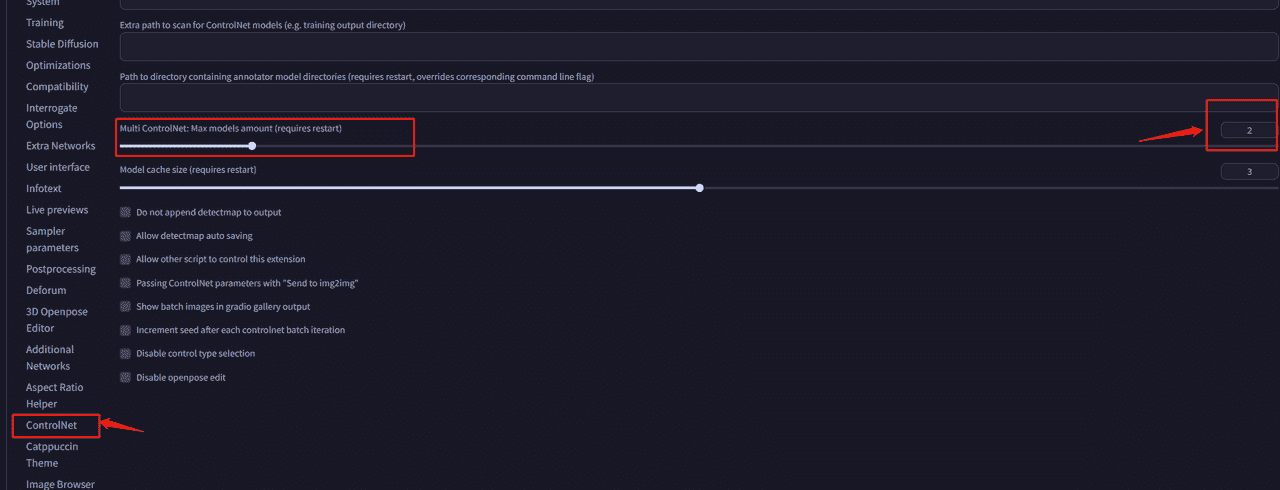 System
Training
Stable Diffusion
Optimizations
Compatibility
Interrogate
Options
Extra Networks
User interface
Infotext
Live previews
Sampler
parameters
Postprocessing
Deforum
3D Openpose
Editor
Additional
Networks
Aspect Ratio
Helper
ControlNet
Catppuccin
Theme
Image Browser
Extra path to scan for ControlNet models (e.g. training output directory)
Path to directory containing annotator model directories (requires restart, overrides corresponding command line flag)
Multi ControlNet: Max models amount (requires restart)
2
Model cache size (requires restart)
3
Do not append detectmap to output
Allow detectmap auto saving
Allow other script to control this extension
Passing ControlNet parameters with "Send to img2img"
Show batch images in gradio gallery output
Increment seed after each controlnet batch iteration
Disable control type selection
Disable openpose edit